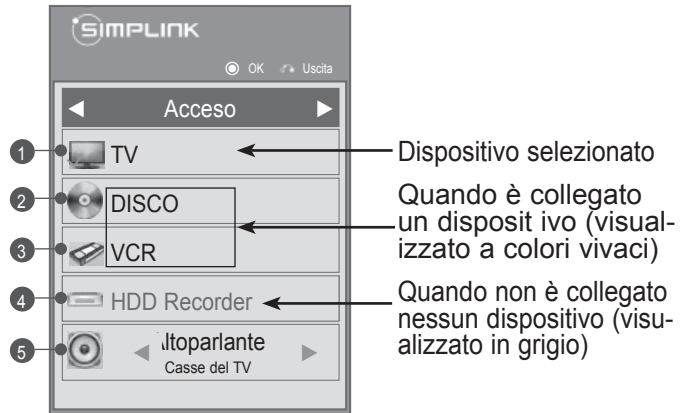 SIMPLINK
OK Uscita
Acceso
1 TV
Dispositivo selezionato
2 DISCO
3 VCR
Quando è collegato
un disposit ivo (visual-
izzato a colori vivaci)
4 HDD Recorder
Quando non è collegato
nessun dispositivo (visu-
alizzato in grigio)
5 ltoparlante
Casse del TV